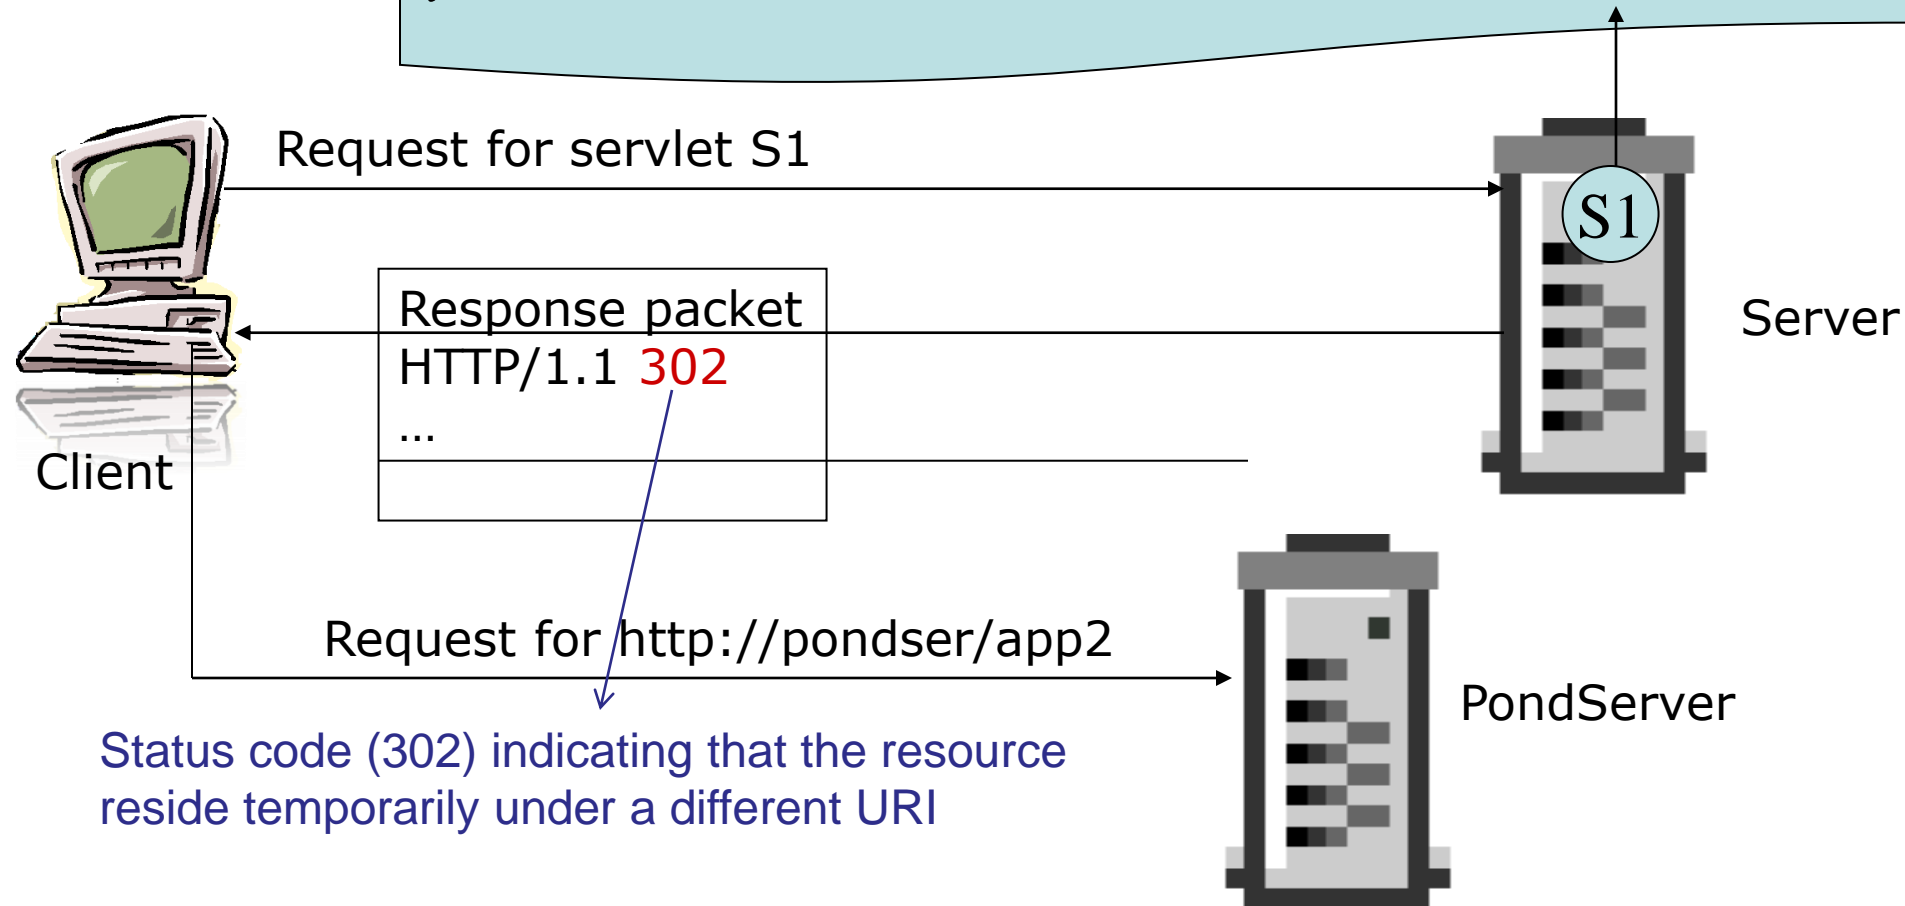 Request for servlet S1
S1
Response packet
HTTP/1.1 302
...
Server
Client
Request for http://pondser/app2
PondServer
Status code (302) indicating that the resource
reside temporarily under a different URI